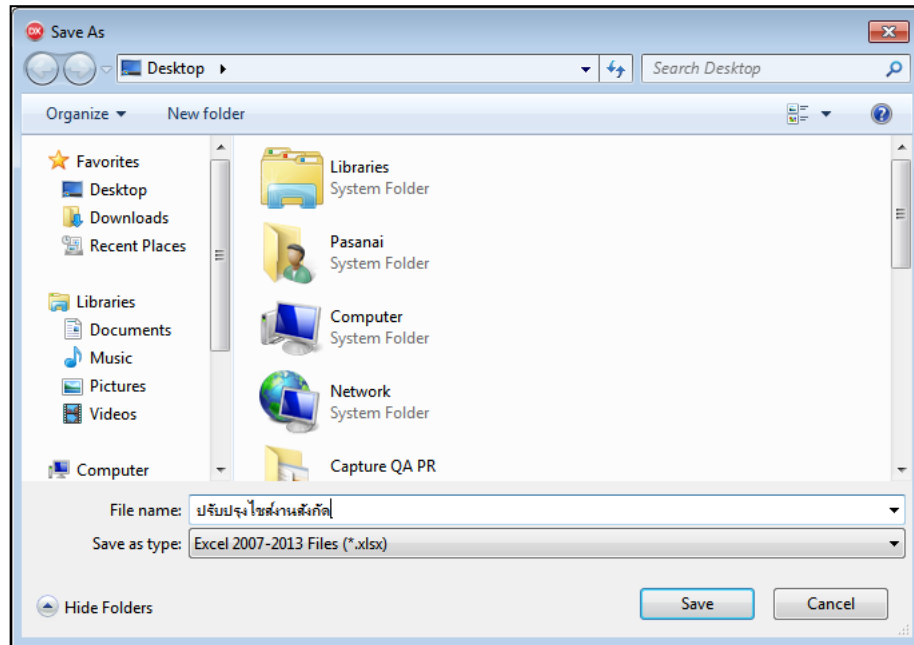 DX Save As
Desktop
Search Desktop
Organize New folder
Favorites
Desktop
Downloads
Recent Places
Libraries
Documents
Music
Pictures
Videos
Computer
Libraries
System Folder
Pasanai
System Folder
Computer
System Folder
Network
System Folder
Capture QA PR
File name: ปรับปรุงไซส์งานสังกัด
Save as type: Excel 2007-2013 Files (*.xlsx)
Hide Folders Save Cancel